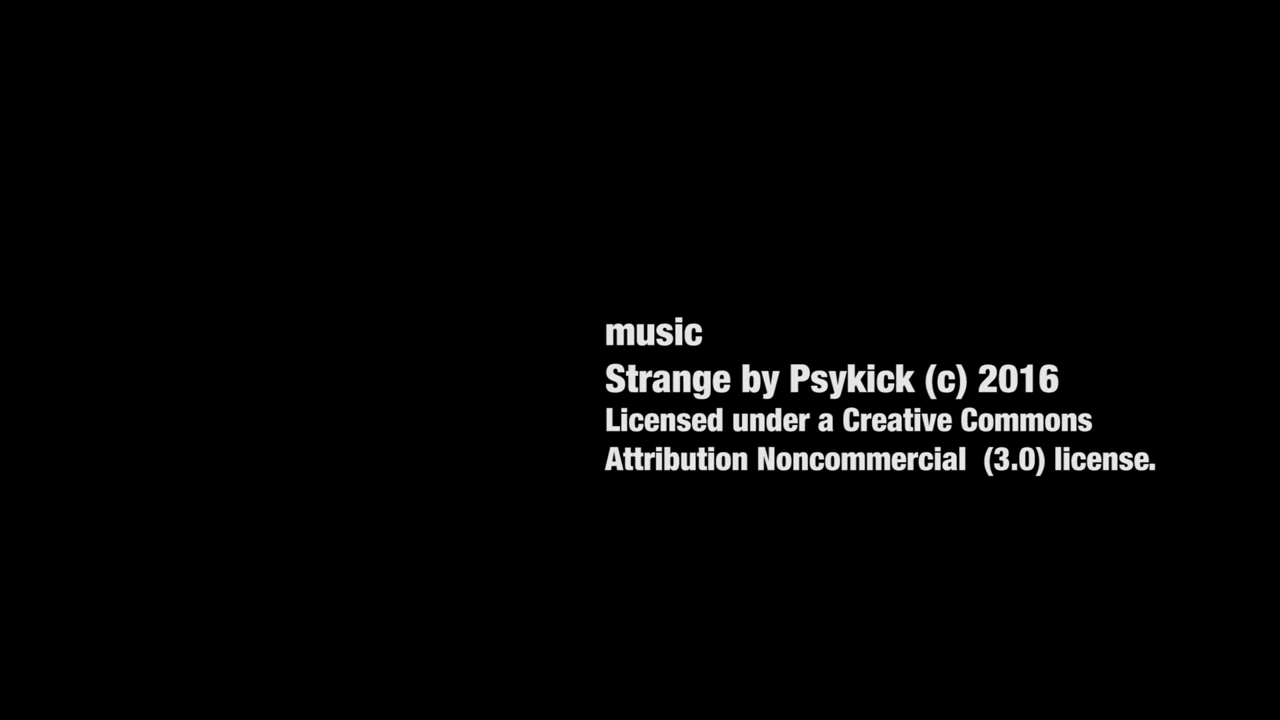 music
Strange by Psykick (c) 2016
Licensed under a Creative Commons
Attribution Noncommercial  (3.0) license.